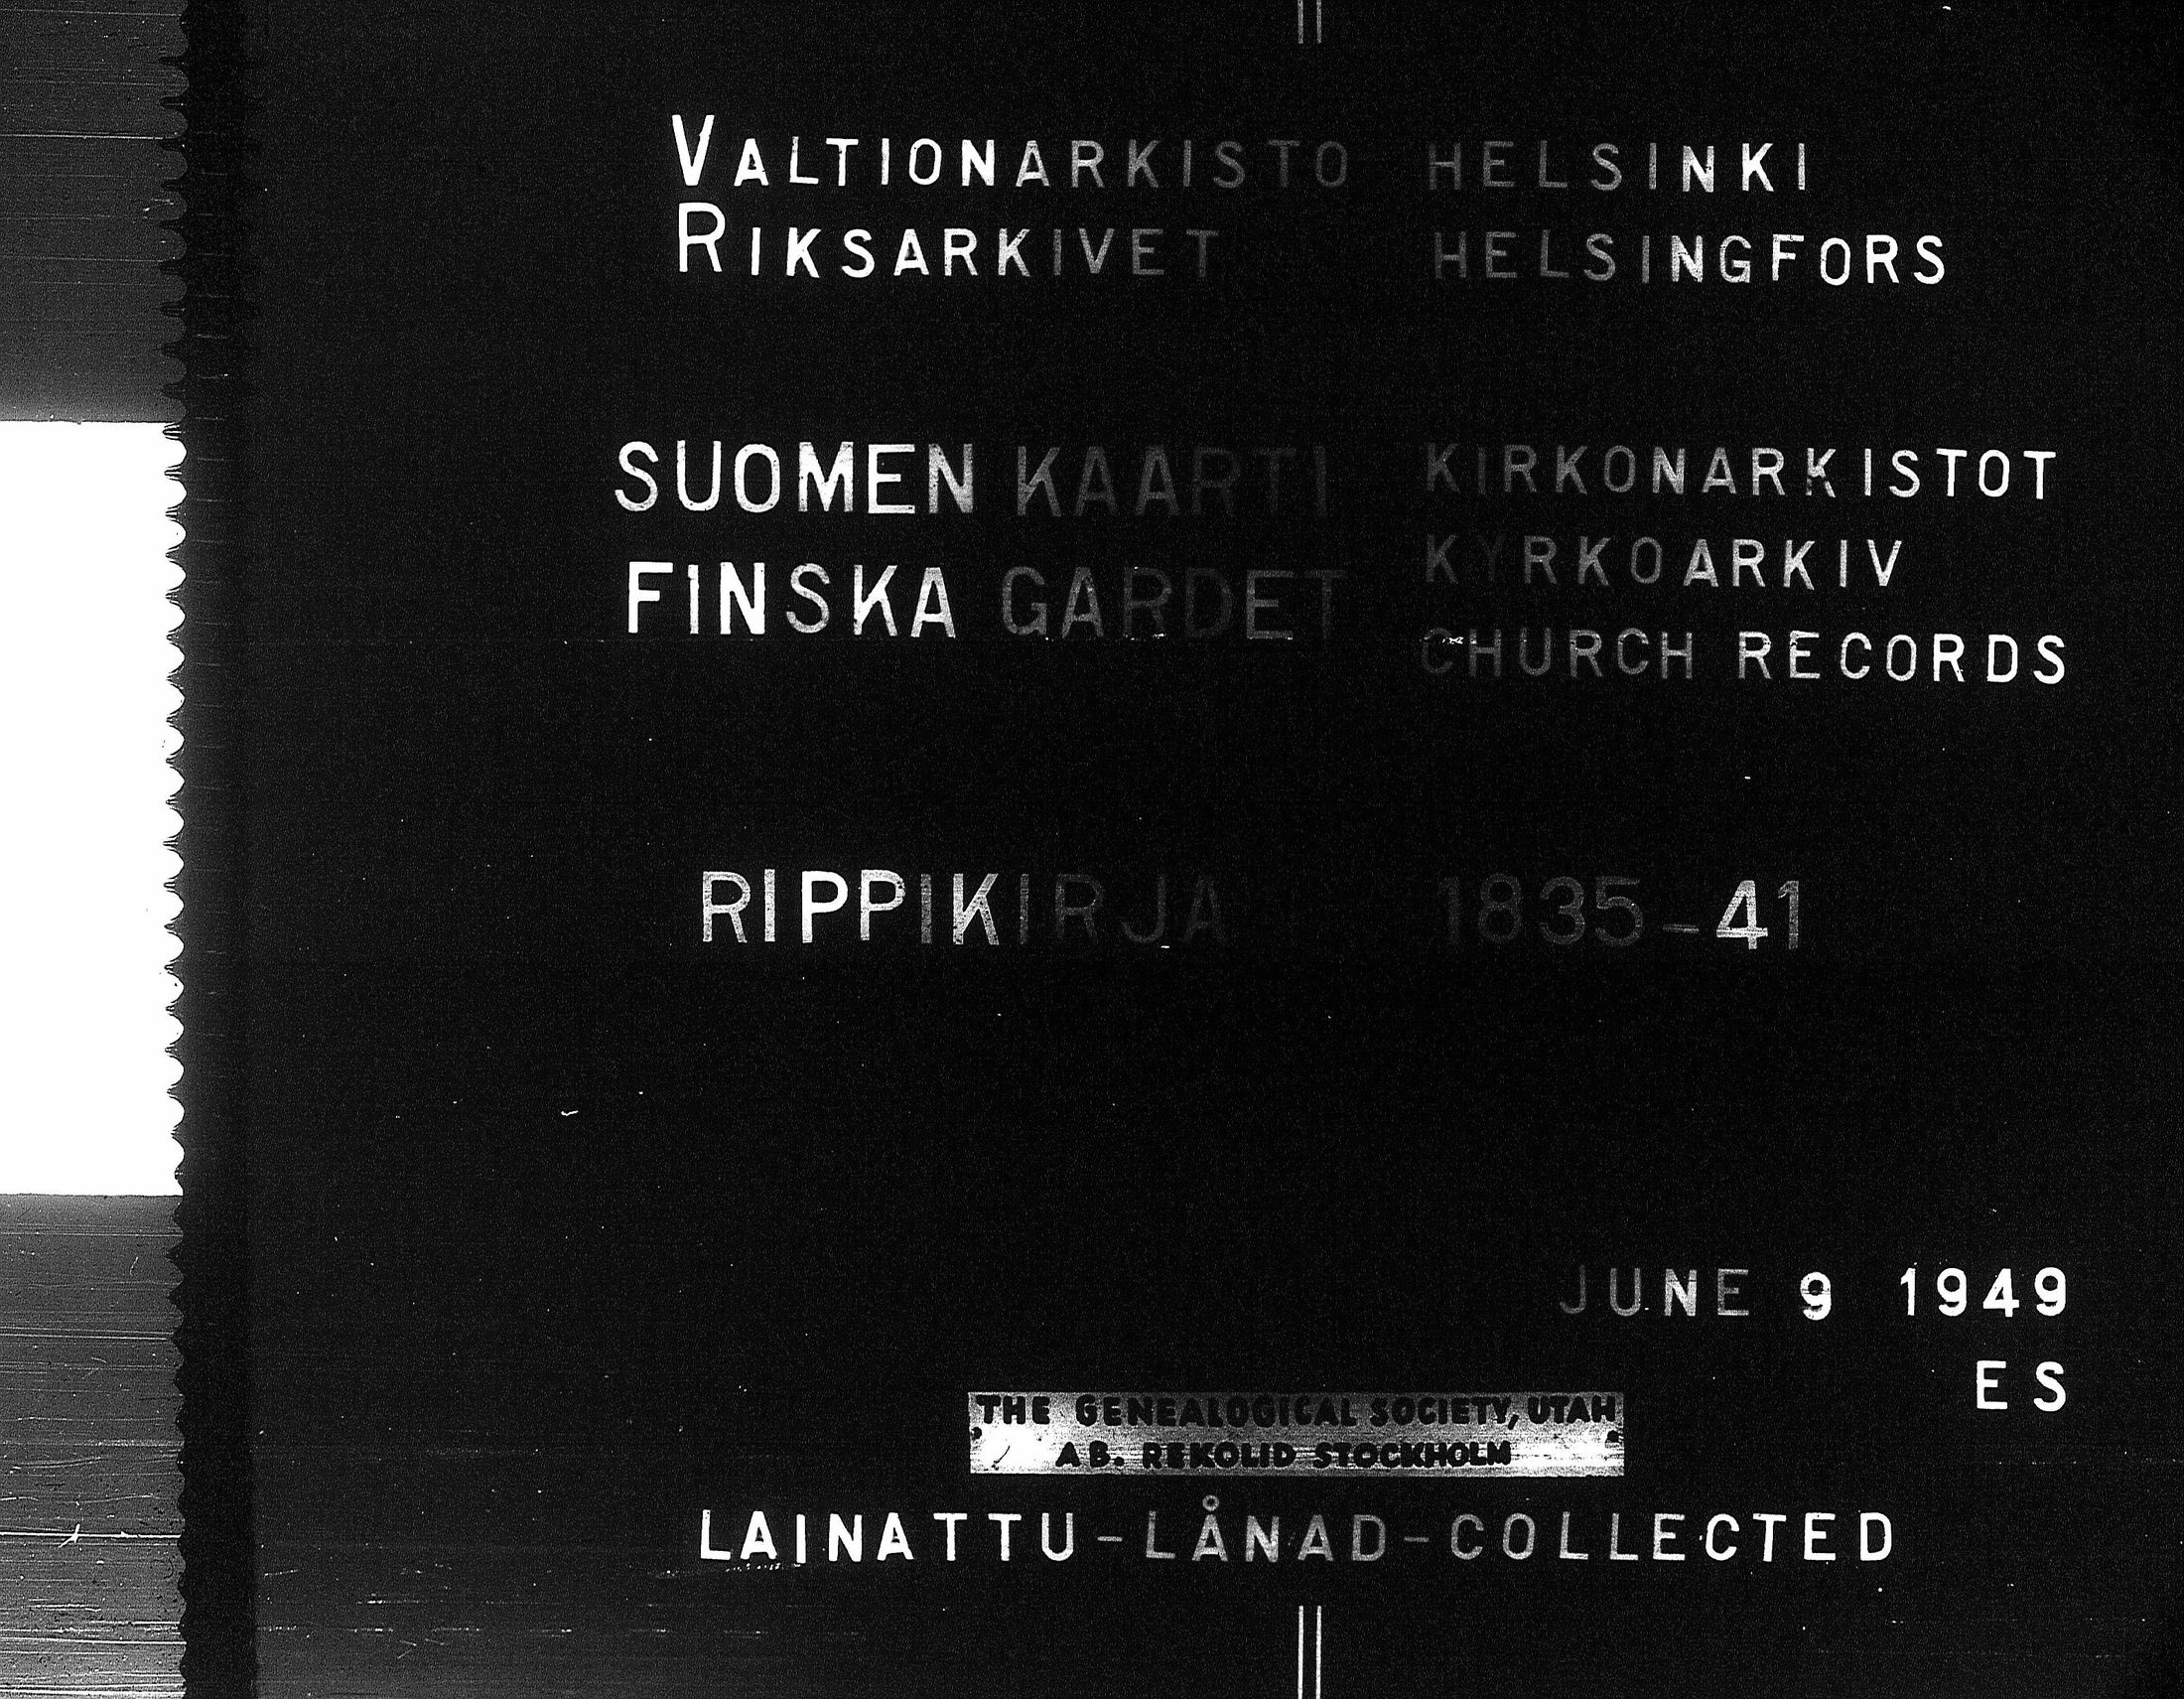 VALTIONARKISTO HELSINKI
RIKSARKIVET HELSINGFORS
SUOMEN KAARTI
FINSKA GARDET
KIRKONARKISTOT
KYRKOARKIV
CHURCH RECORDS
RIPPIKIRJA 1835-41
JUNE 9 1949
ES
THE GENEALOGICAL SOCIETY, UTAH
AB. REKOLID STOCKHOLM
LAINATTU-LÅNAD-COLLECTED